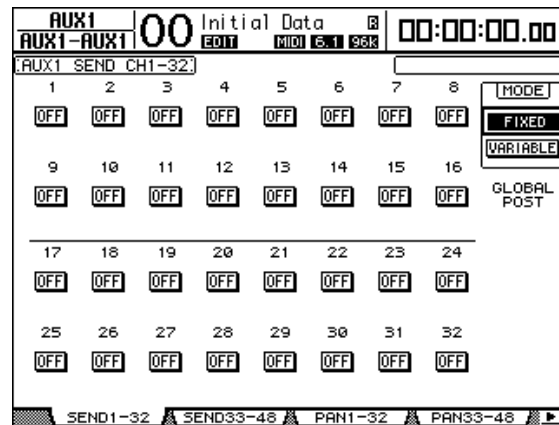 AUX1
AUX1-AUX1
00
Initial Data
EDIT
MIDI
6.1
96k
00:00:00.00
AUX1 SEND CH1-32
1 2 3 4 5 6 7 8
OFF OFF OFF OFF OFF OFF OFF OFF
9 10 11 12 13 14 15 16
OFF OFF OFF OFF OFF OFF OFF OFF
17 18 19 20 21 22 23 24
OFF OFF OFF OFF OFF OFF OFF OFF
25 26 27 28 29 30 31 32
OFF OFF OFF OFF OFF OFF OFF OFF
MODE
FIXED
VARIABLE
GLOBAL
POST
SEND1-32 SEND33-48 PAN1-32 PAN33-48